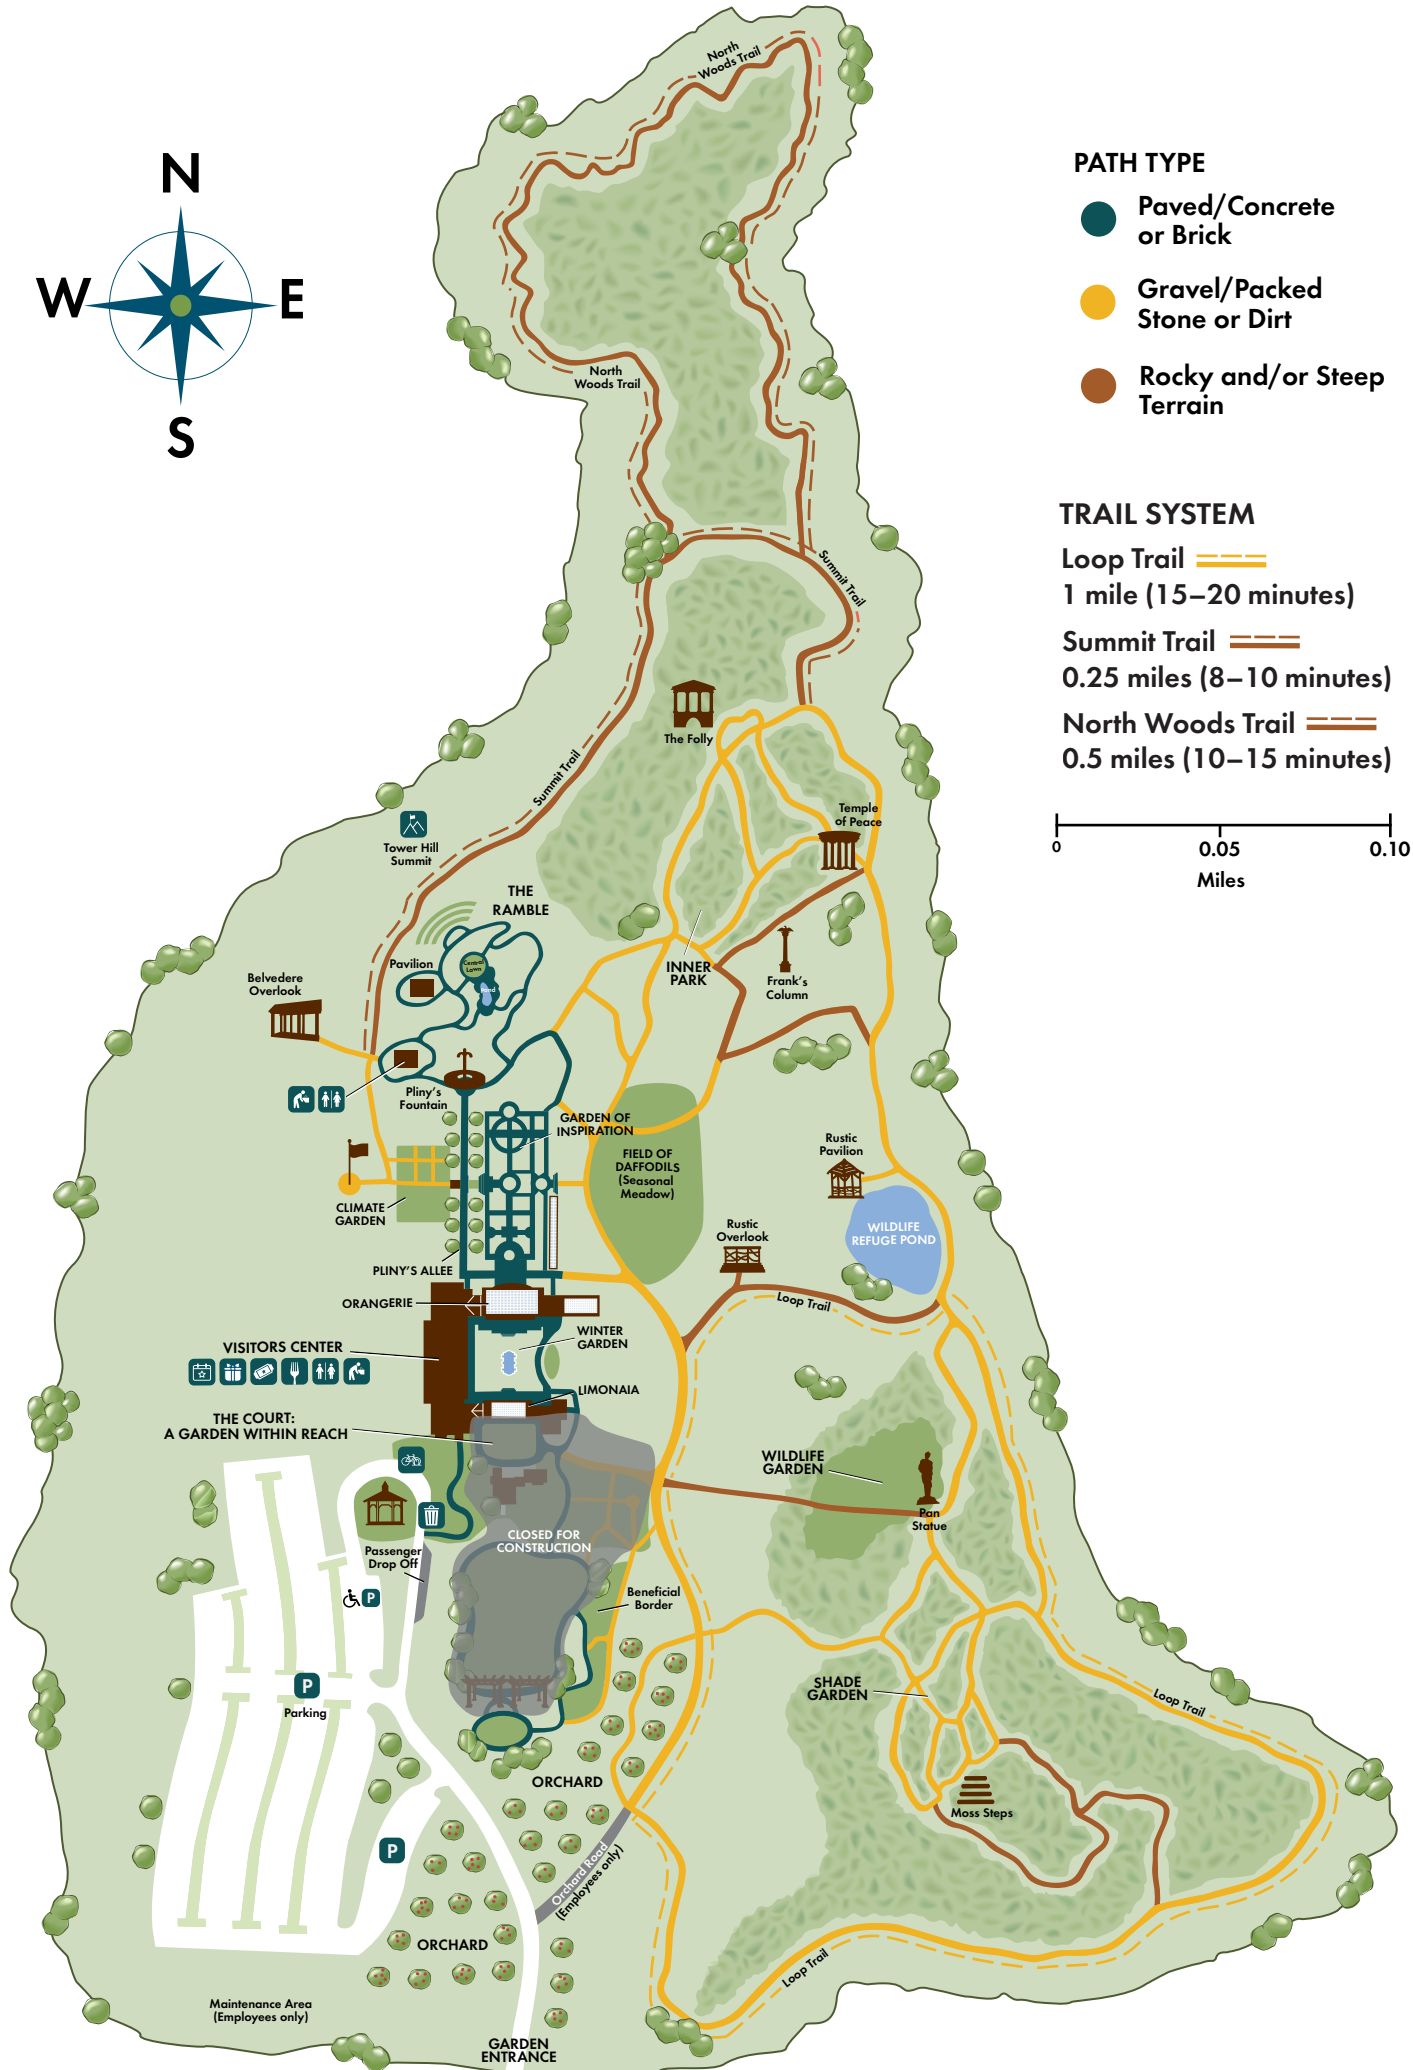 North
Woods Trail
N
W
E
S
PATH TYPE
Paved/Concrete
or Brick
Gravel/Packed
Stone or Dirt
Rocky and/or Steep
Terrain
North
Woods Trail
TRAIL SYSTEM
Loop Trail
1 mile (15–20 minutes)
Summit Trail
0.25 miles (8–10 minutes)
North Woods Trail
0.5 miles (10–15 minutes)
0
0.05
0.10
Miles
Summit Trail
The Folly
Summit Trail
Temple
of Peace
Tower Hill
Summit
THE
RAMBLE
Central
Lawn
Pond
Pavilion
Belvedere
Overlook
INNER
PARK
Frank's
Column
Pliny's
Fountain
GARDEN OF
INSPIRATION
FIELD OF
DAFFODILS
(Seasonal
Meadow)
Rustic
Pavilion
CLIMATE
GARDEN
WILDLIFE
REFUGE POND
Rustic
Overlook
PLINY'S ALLEE
ORANGERIE
Loop Trail
WINTER
GARDEN
VISITORS CENTER
LIMONAIA
THE COURT:
A GARDEN WITHIN REACH
WILDLIFE
GARDEN
Pan
Statue
CLOSED FOR
CONSTRUCTION
Passenger
Drop Off
P
Beneficial
Border
P
Parking
SHADE
GARDEN
Loop Trail
ORCHARD
Moss Steps
P
Orchard Road
(Employees only)
ORCHARD
Loop Trail
Maintenance Area
(Employees only)
GARDEN
ENTRANCE